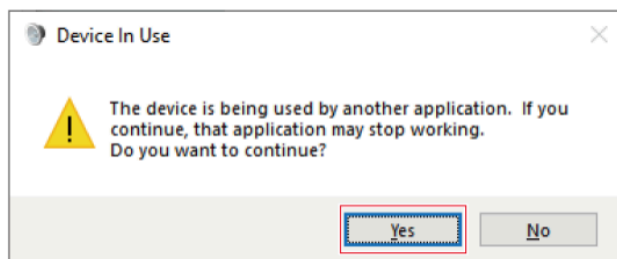 Device In Use
The device is being used by another application.  If you
continue, that application may stop working.
Do you want to continue?
Yes
No